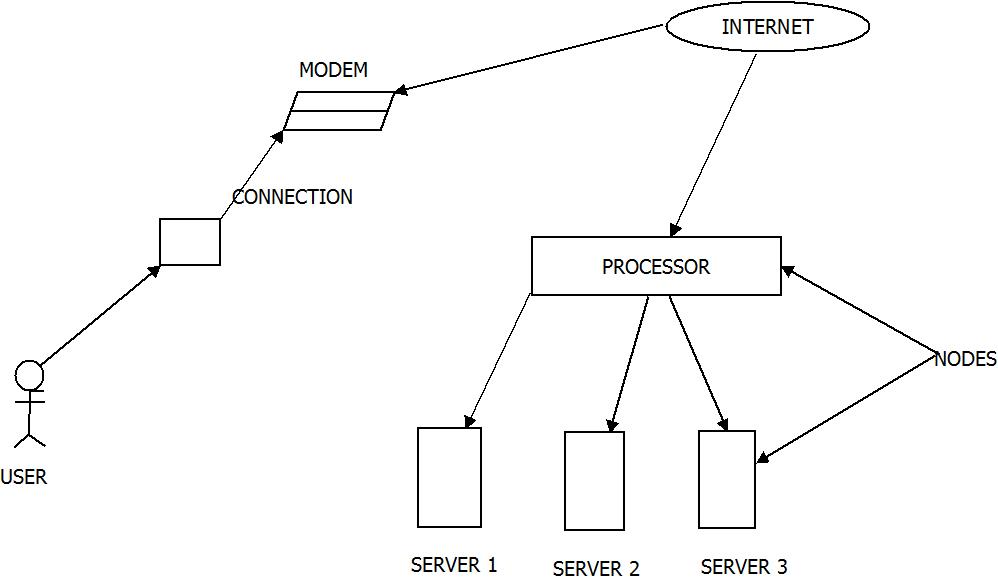 INTERNET
MODEM
CONNECTION
PROCESSOR
NODES
USER
SERVER 1
SERVER 2
SERVER 3